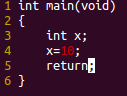 1 int main(void)
2 {
3     int x;
4     x=10;
5     return;
6 }